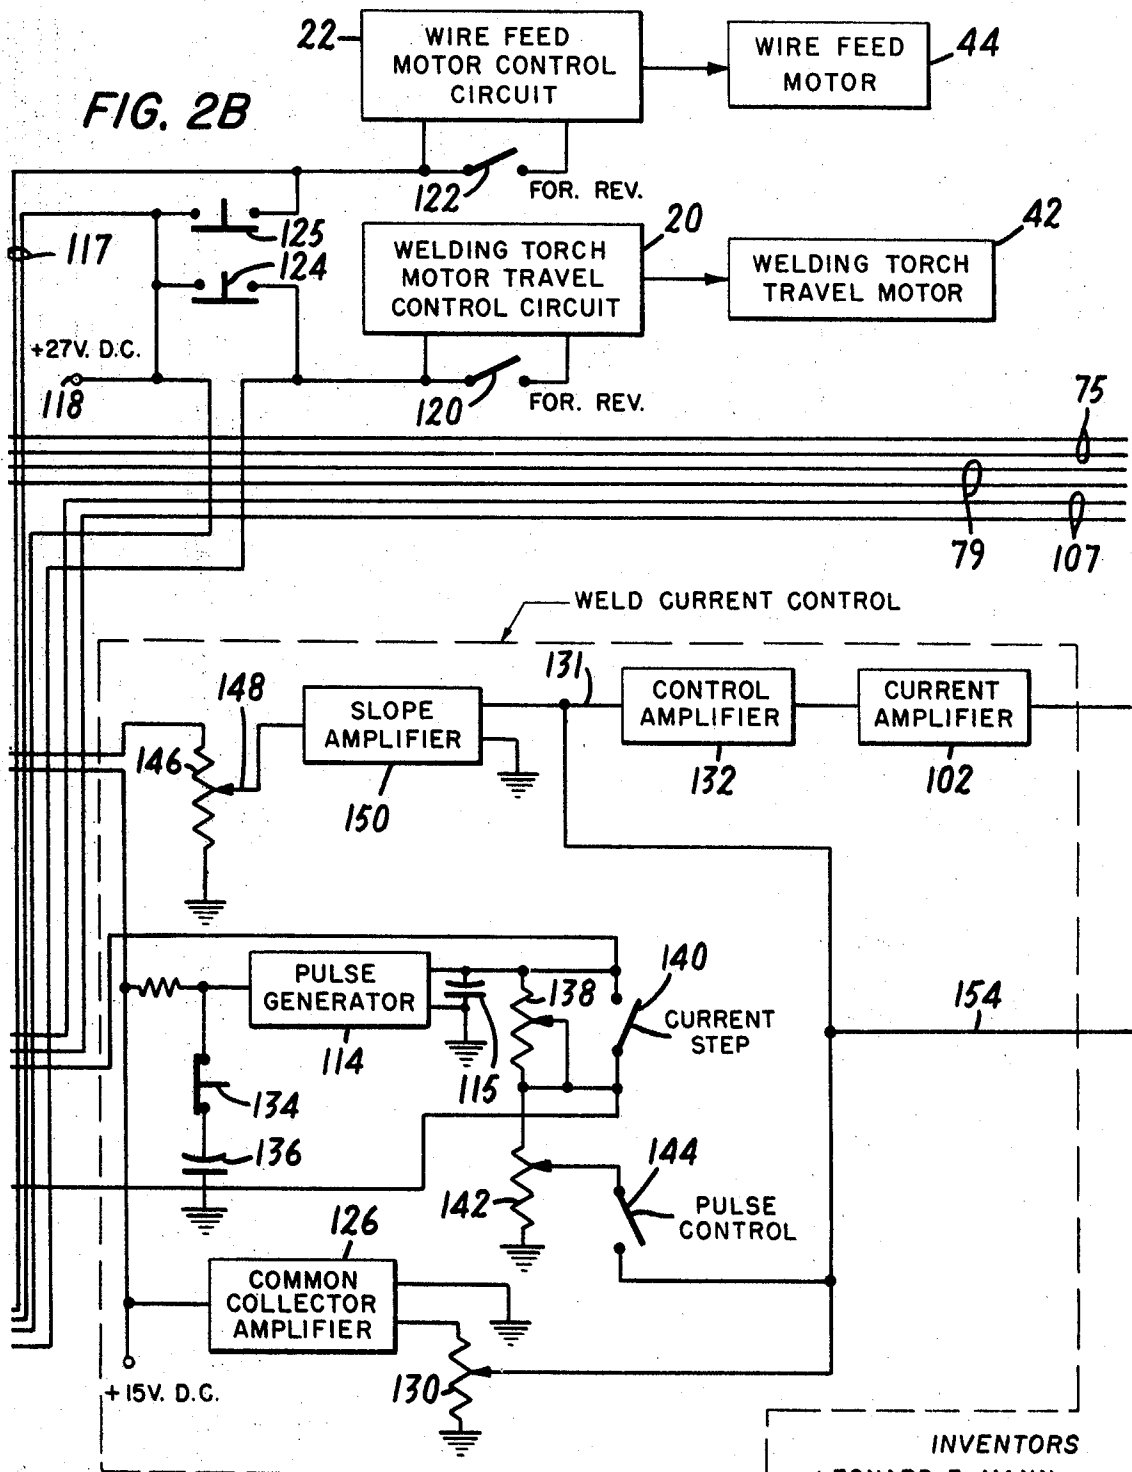 FIG. 2B
22
WIRE FEED
MOTOR CONTROL
CIRCUIT
WIRE FEED
MOTOR
44
122
FOR. REV.
125
117
124
20
WELDING TORCH
MOTOR TRAVEL
CONTROL CIRCUIT
42
WELDING TORCH
TRAVEL MOTOR
+27V. D.C.
118
120
FOR. REV.
75
79
107
WELD CURRENT CONTROL
131
148
SLOPE
AMPLIFIER
CONTROL
AMPLIFIER
CURRENT
AMPLIFIER
146
150
132
102
PULSE
GENERATOR
138
140
CURRENT
STEP
154
114
115
134
136
142
144
PULSE
CONTROL
126
COMMON
COLLECTOR
AMPLIFIER
130
+15V. D.C.
INVENTORS